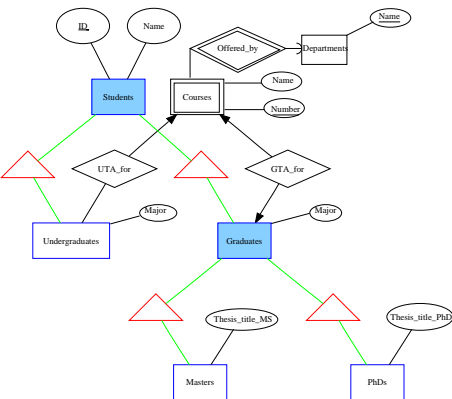 Name
ID
Name
Offered_by
Departments
Students
Courses
Name
Number
UTA_for
GTA_for
Major
Major
Undergraduates
Graduates
Thesis_title_MS
Thesis_title_PhD
Masters
PhDs